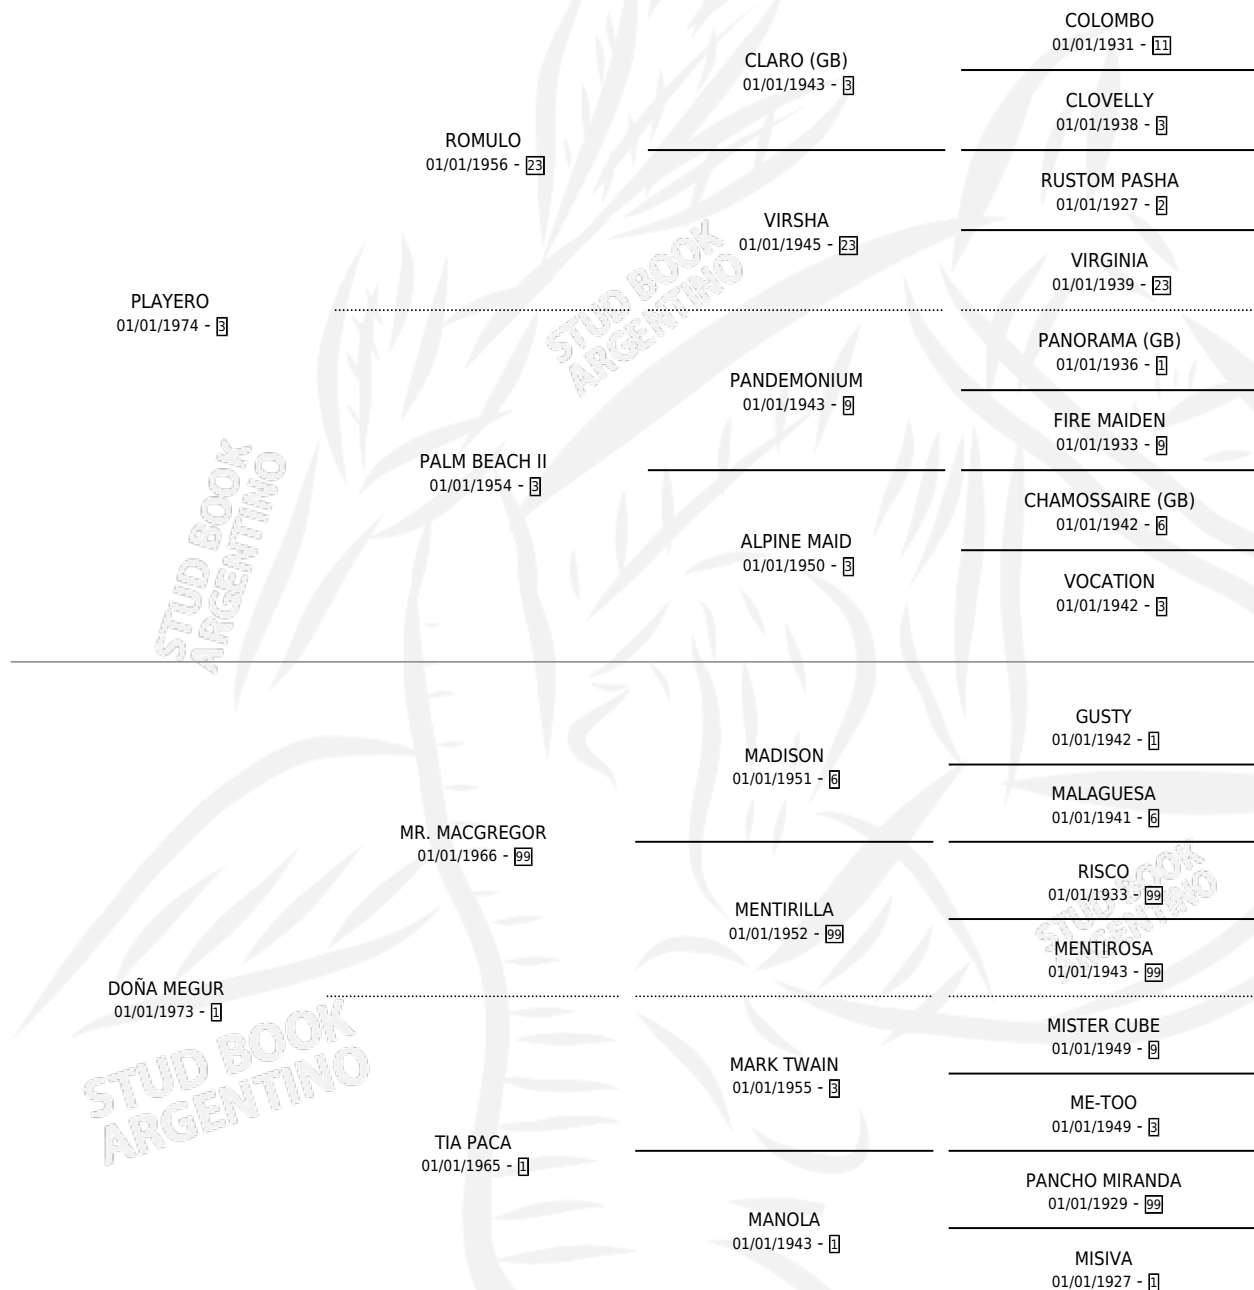 COLOMBO
01/01/1931 - 11
CLARO (GB)
01/01/1943 - 3
CLOVELLY
01/01/1938 - 3
ROMULO
01/01/1956 - 23
RUSTOM PASHA
01/01/1927 - 2
VIRSHA
01/01/1945 - 23
VIRGINIA
01/01/1939 - 23
PLAYERO
01/01/1974 - 3
PANORAMA (GB)
01/01/1936 - 1
PANDEMONIUM
01/01/1943 - 9
FIRE MAIDEN
01/01/1933 - 9
PALM BEACH II
01/01/1954 - 3
CHAMOSSAIRE (GB)
01/01/1942 - 6
ALPINE MAID
01/01/1950 - 3
VOCATION
01/01/1942 - 3
STUD BOOK
ARGENTINO
STUD BOOK
ARGENTINO
GUSTY
01/01/1942 - 1
MADISON
01/01/1951 - 6
MALAGUESA
01/01/1941 - 6
MR. MACGREGOR
01/01/1966 - 99
RISCO
01/01/1933 - 99
MENTIRILLA
01/01/1952 - 99
MENTIROSA
01/01/1943 - 99
STUD BOOK
ARGENTINO
DOÑA MEGUR
01/01/1973 - 1
MISTER CUBE
01/01/1949 - 9
MARK TWAIN
01/01/1955 - 3
ME-TOO
01/01/1949 - 3
STUD BOOK
ARGENTINO
TIA PACA
01/01/1965 - 1
PANCHO MIRANDA
01/01/1929 - 99
MANOLA
01/01/1943 - 1
MISIVA
01/01/1927 - 1